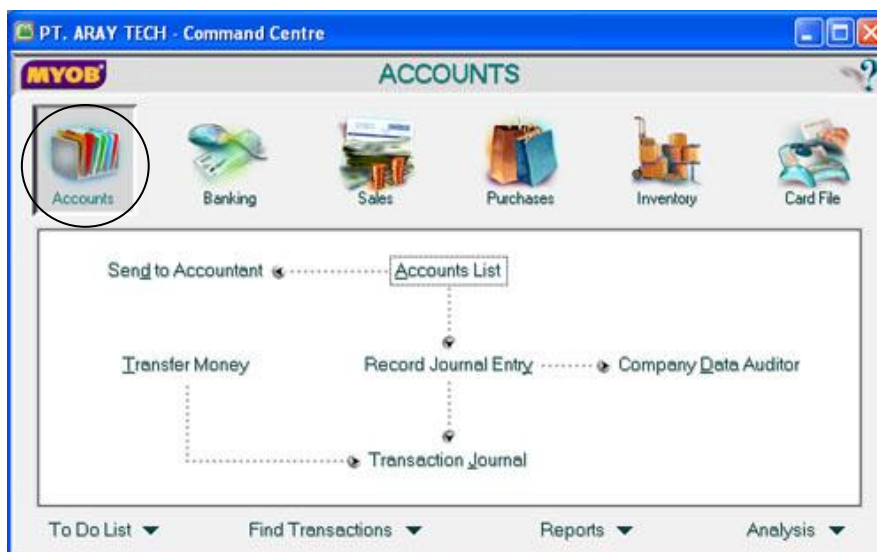 PT. ARAY TECH - Command Centre
MYOB ACCOUNTS ?
Accounts Banking Sales Purchases Inventory Card File
Send to Accountant Accounts List
Transfer Money Record Journal Entry Company Data Auditor
Transaction Journal
To Do List Find Transactions Reports Analysis